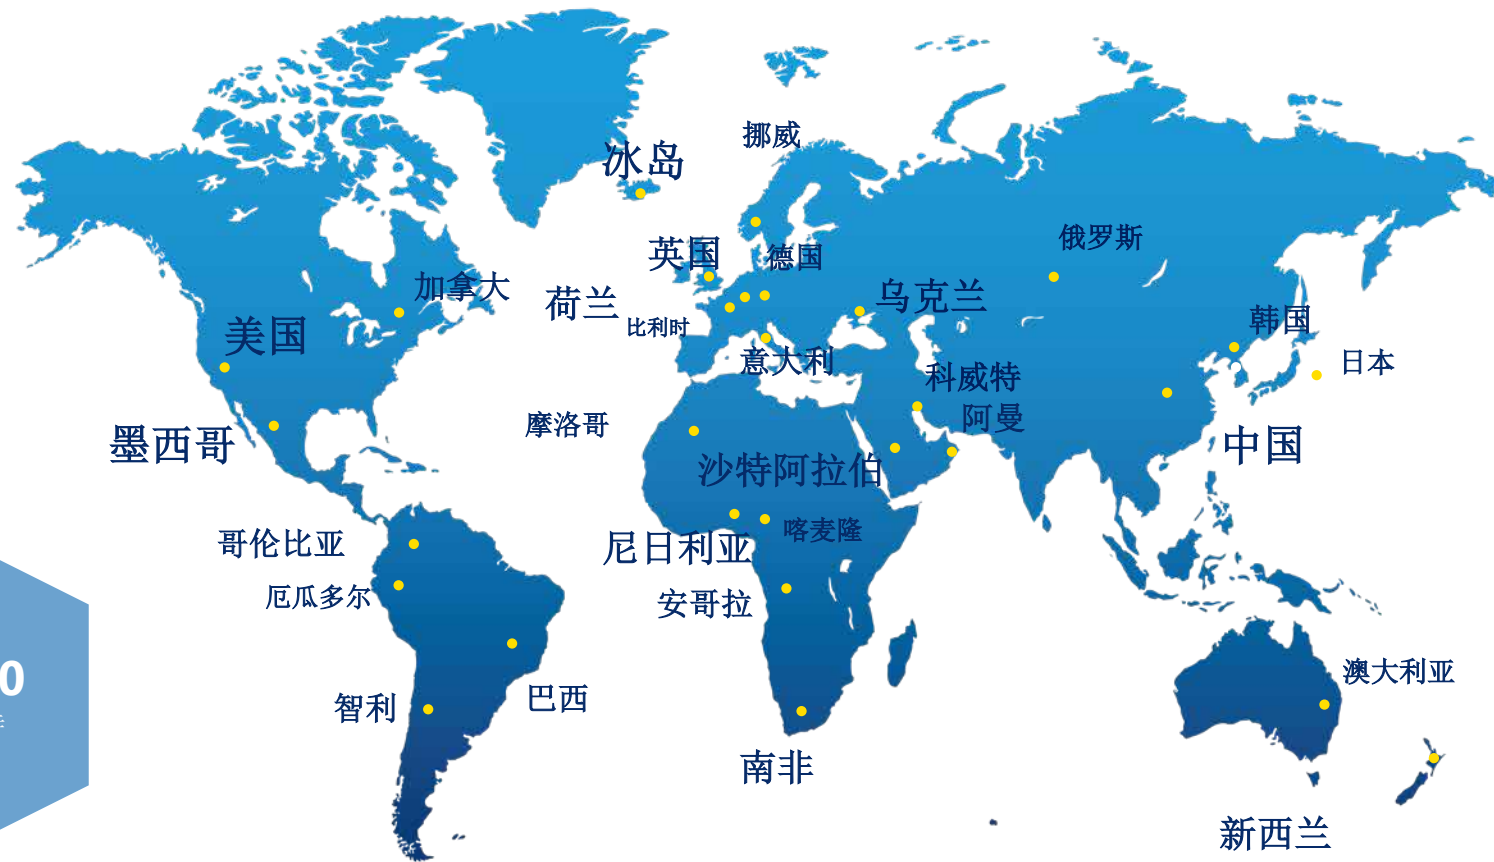 挪威
冰岛
俄罗斯
英国
德国
加拿大
荷兰
乌克兰
比利时
韩国
美国
意大利
日本
科威特
阿曼
摩洛哥
墨西哥
中国
沙特阿拉伯
喀麦隆
哥伦比亚
尼日利亚
厄瓜多尔
安哥拉
澳大利亚
0
智利
巴西
南非
新西兰